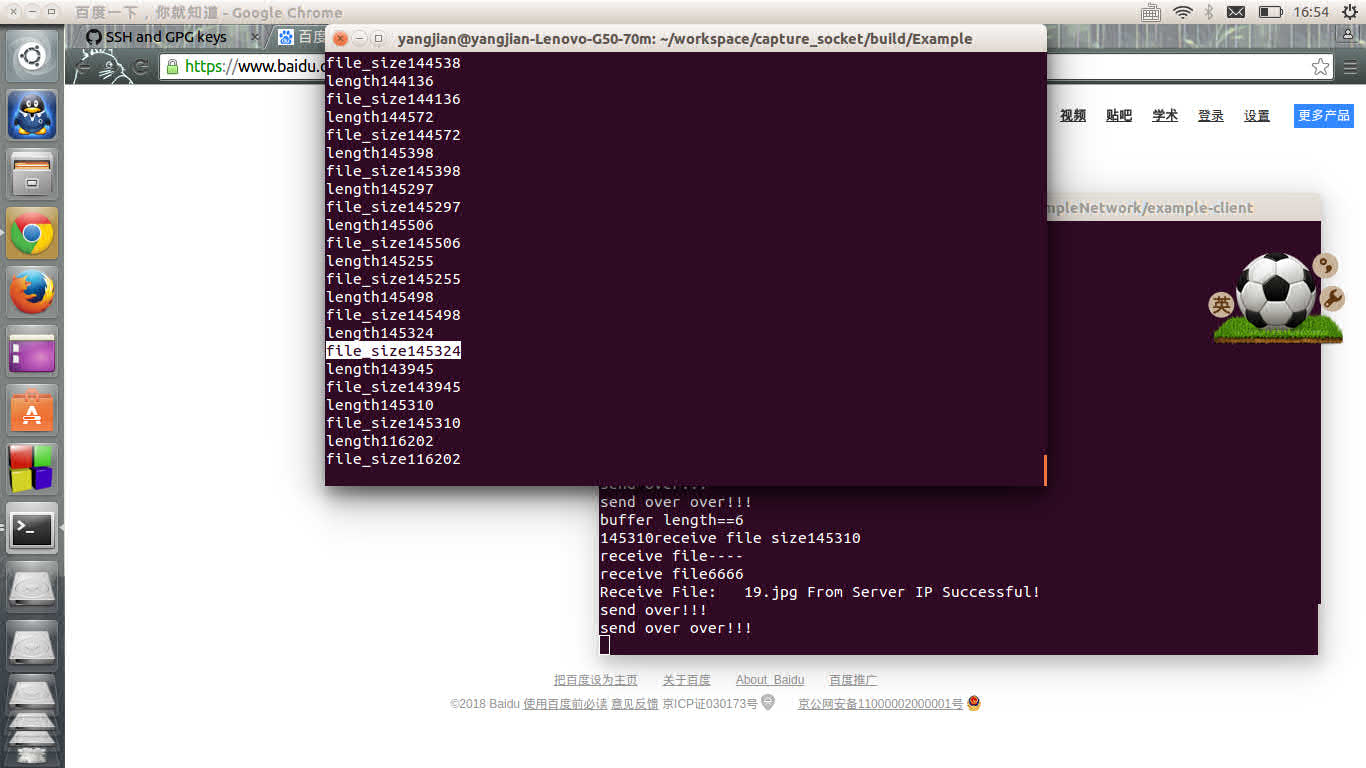 百度一下，你就知道 - Google Chrome
16:54
SSH and GPG keys
百度
yangjian@yangjian-Lenovo-G50-70m: ~/workspace/capture_socket/build/Example
https://www.baidu.c
file_size144538
length144136
file_size144136
length144572
file_size144572
length145398
file_size145398
length145297
file_size145297
length145506
file_size145506
length145255
file_size145255
length145498
file_size145498
length145324
file_size145324
length143945
file_size143945
length145310
file_size145310
length116202
file_size116202
视频 贴吧 学术 登录 设置 更多产品
mpleNetwork/example-client
英
send over!!!
send over over!!!
buffer length==6
145310receive file size145310
receive file----
receive file6666
Receive File:   19.jpg From Server IP Successful!
send over!!!
send over over!!!
把百度设为主页 关于百度 About Baidu 百度推广
©2018 Baidu 使用百度前必读 意见反馈 京ICP证030173号 京公网安备11000002000001号